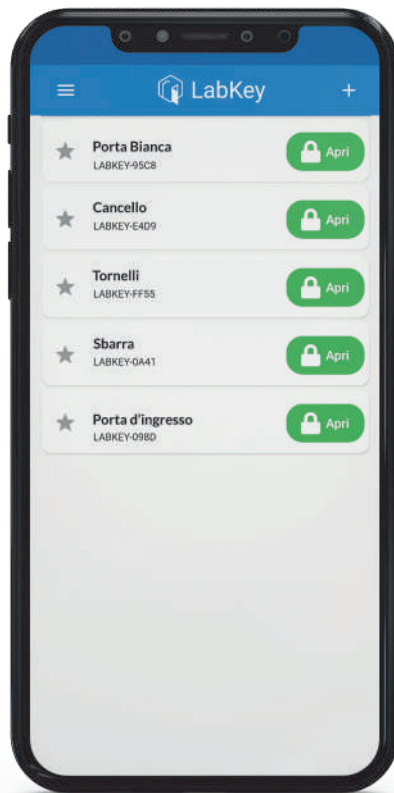 LabKey
Porta Bianca
LABKEY-95C8
Apri
Cancello
LABKEY-E4D9
Apri
Tornelli
LABKEY-FF55
Apri
Sbarra
LABKEY-0A41
Apri
Porta d'ingresso
LABKEY-098D
Apri